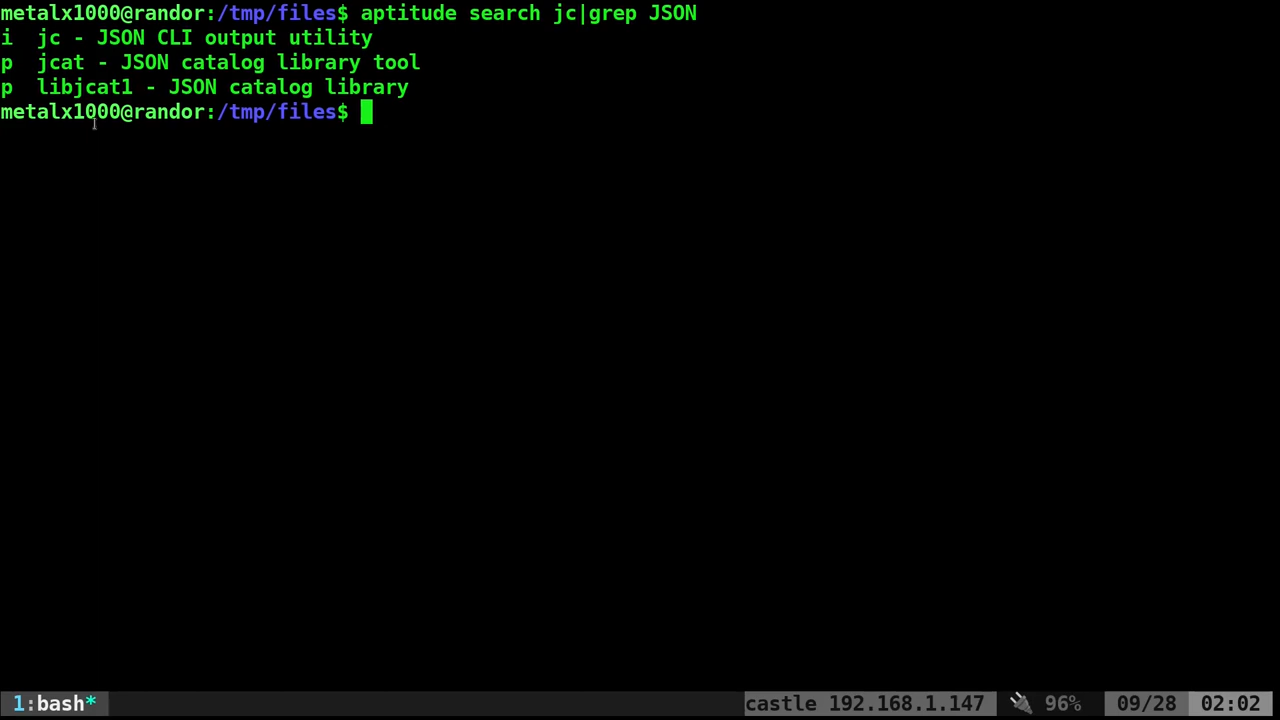 metalx1000@randor:/tmp/files$ aptitude search jc|grep JSON
i  jc - JSON CLI output utility
p  jcat - JSON catalog library tool
p  libjcat1 - JSON catalog library
metalx1000@randor:/tmp/files$
1:bash* castle 192.168.1.147 96% 09/28 02:02